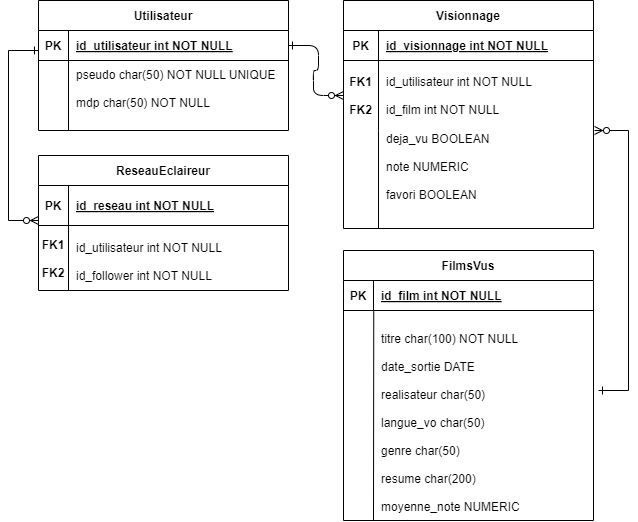 Utilisateur
PK id_utilisateur int NOT NULL
pseudo char(50) NOT NULL UNIQUE
mdp char(50) NOT NULL
ReseauEclaireur
PK id_reseau int NOT NULL
FK1 id_utilisateur int NOT NULL
FK2 id_follower int NOT NULL
Visionnage
PK id_visionnage int NOT NULL
FK1 id_utilisateur int NOT NULL
FK2 id_film int NOT NULL
deja_vu BOOLEAN
note NUMERIC
favori BOOLEAN
FilmsVus
PK id_film int NOT NULL
titre char(100) NOT NULL
date_sortie DATE
realisateur char(50)
langue_vo char(50)
genre char(50)
resume char(200)
moyenne_note NUMERIC